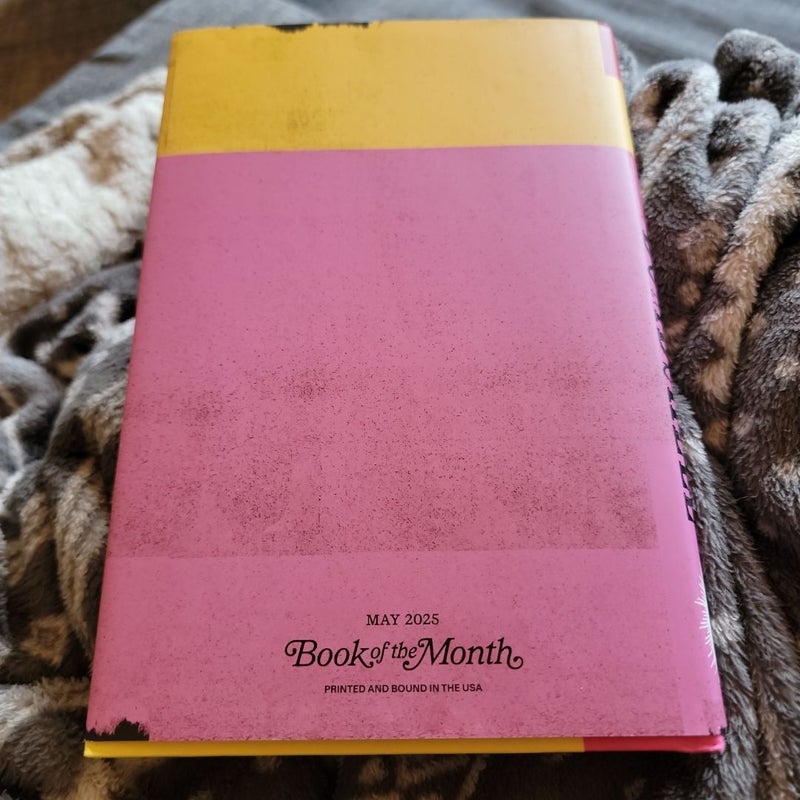 MAY 2025
Book of the Month
PRINTED AND BOUND IN THE USA